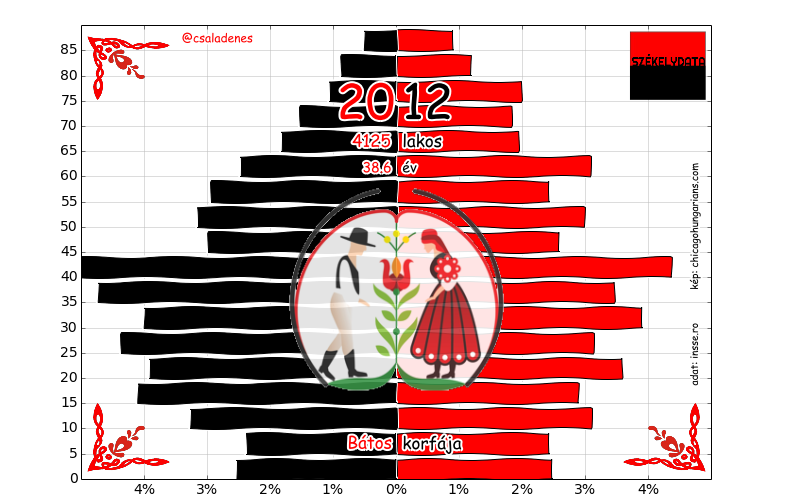 @csaladenes
SZÉKELYDATA
2012
4125 lakos
38.6 év
Bátos korfája
kép: chicagohungarians.com
adat: insse.ro
85
80
75
70
65
60
55
50
45
40
35
30
25
20
15
10
5
0
4% 3% 2% 1% 0% 1% 2% 3% 4%